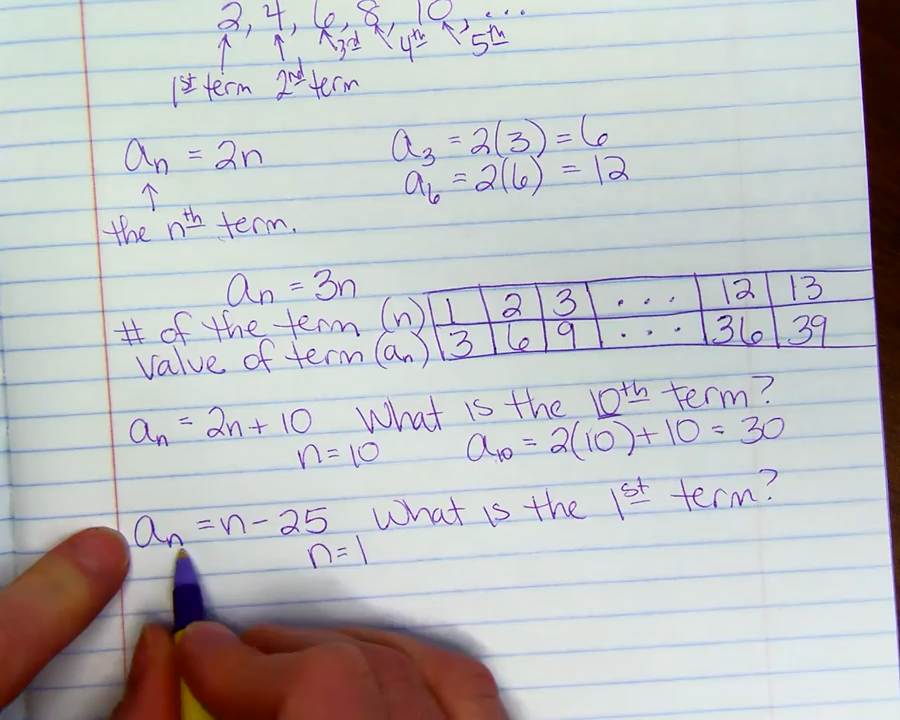 2, 4, 6, 8, 10, ...
1st term 2nd term 3rd 4th 5th
an = 2n a3 = 2(3) = 6
a6 = 2(6) = 12
the nth term.
an = 3n
# of the term (n) 1 2 3 ... 12 13
value of term (an) 3 6 9 ... 36 39
an = 2n + 10 What is the 10th term?
n = 10 a10 = 2(10) + 10 = 30
an = n - 25 What is the 1st term?
n = 1